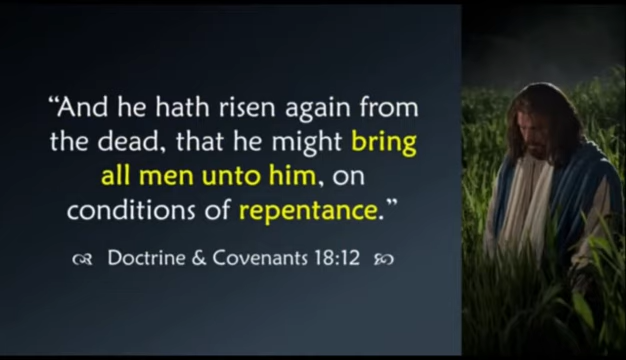 “And he hath risen again from
the dead, that he might bring
all men unto him, on
conditions of repentance.”
Doctrine & Covenants 18:12